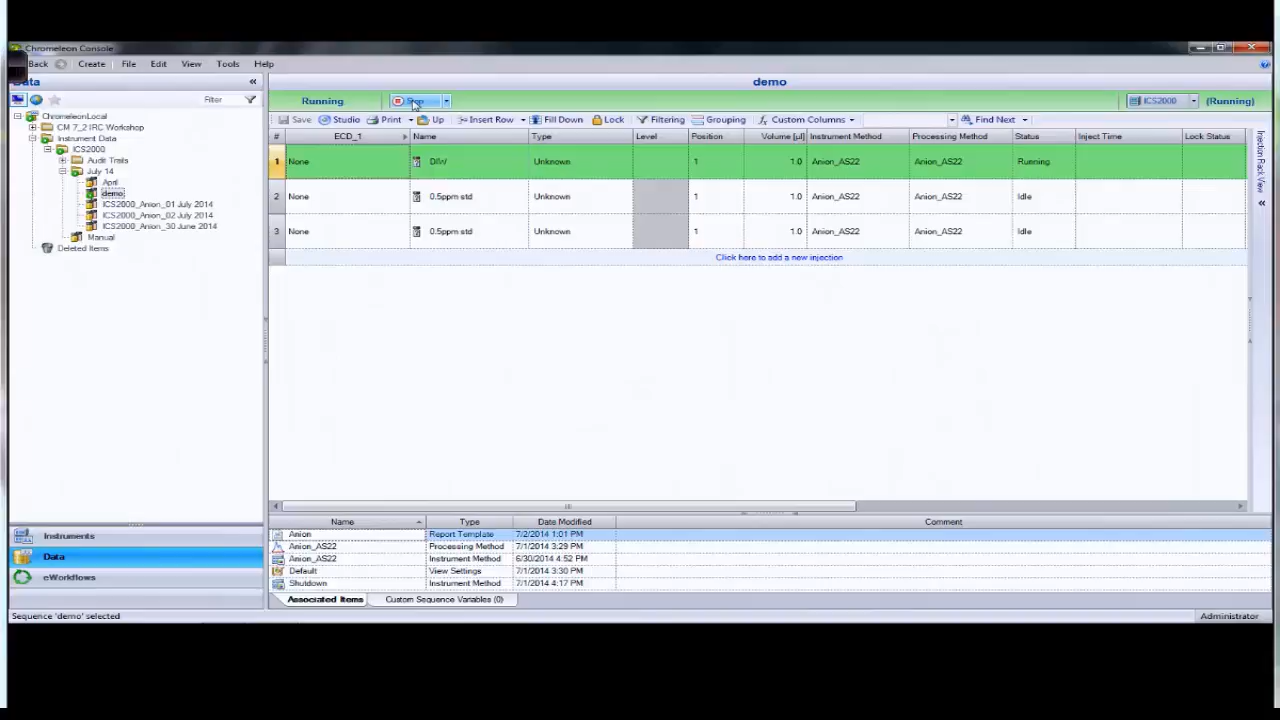 Chromeleon Console
Back Create File Edit View Tools Help
Data
Filter
ChromeleonLocal
CM 7_2 IRC Workshop
Instrument Data
ICS2000
Audit Trails
July 14
April
demo
ICS2000_Anion_01 July 2014
ICS2000_Anion_02 July 2014
ICS2000_Anion_30 June 2014
Manual
Deleted Items
Instruments
Data
eWorkflows
demo
Running Stop ICS2000 (Running)
Save Studio Print Up Insert Row Fill Down Lock Filtering Grouping Custom Columns Find Next
# ECD_1 Name Type Level Position Volume [µl] Instrument Method Processing Method Status Inject Time Lock Status
1 None DIW Unknown 1 1.0 Anion_AS22 Anion_AS22 Running
2 None 0.5ppm std Unknown 1 1.0 Anion_AS22 Anion_AS22 Idle
3 None 0.5ppm std Unknown 1 1.0 Anion_AS22 Anion_AS22 Idle
Click here to add a new injection
Injection Rack View
Name Type Date Modified Comment
Anion Report Template 7/2/2014 1:01 PM
Anion_AS22 Processing Method 7/1/2014 3:29 PM
Anion_AS22 Instrument Method 6/30/2014 4:52 PM
Default View Settings 7/1/2014 3:30 PM
Shutdown Instrument Method 7/1/2014 4:17 PM
Associated Items Custom Sequence Variables (0)
Sequence 'demo' selected Administrator